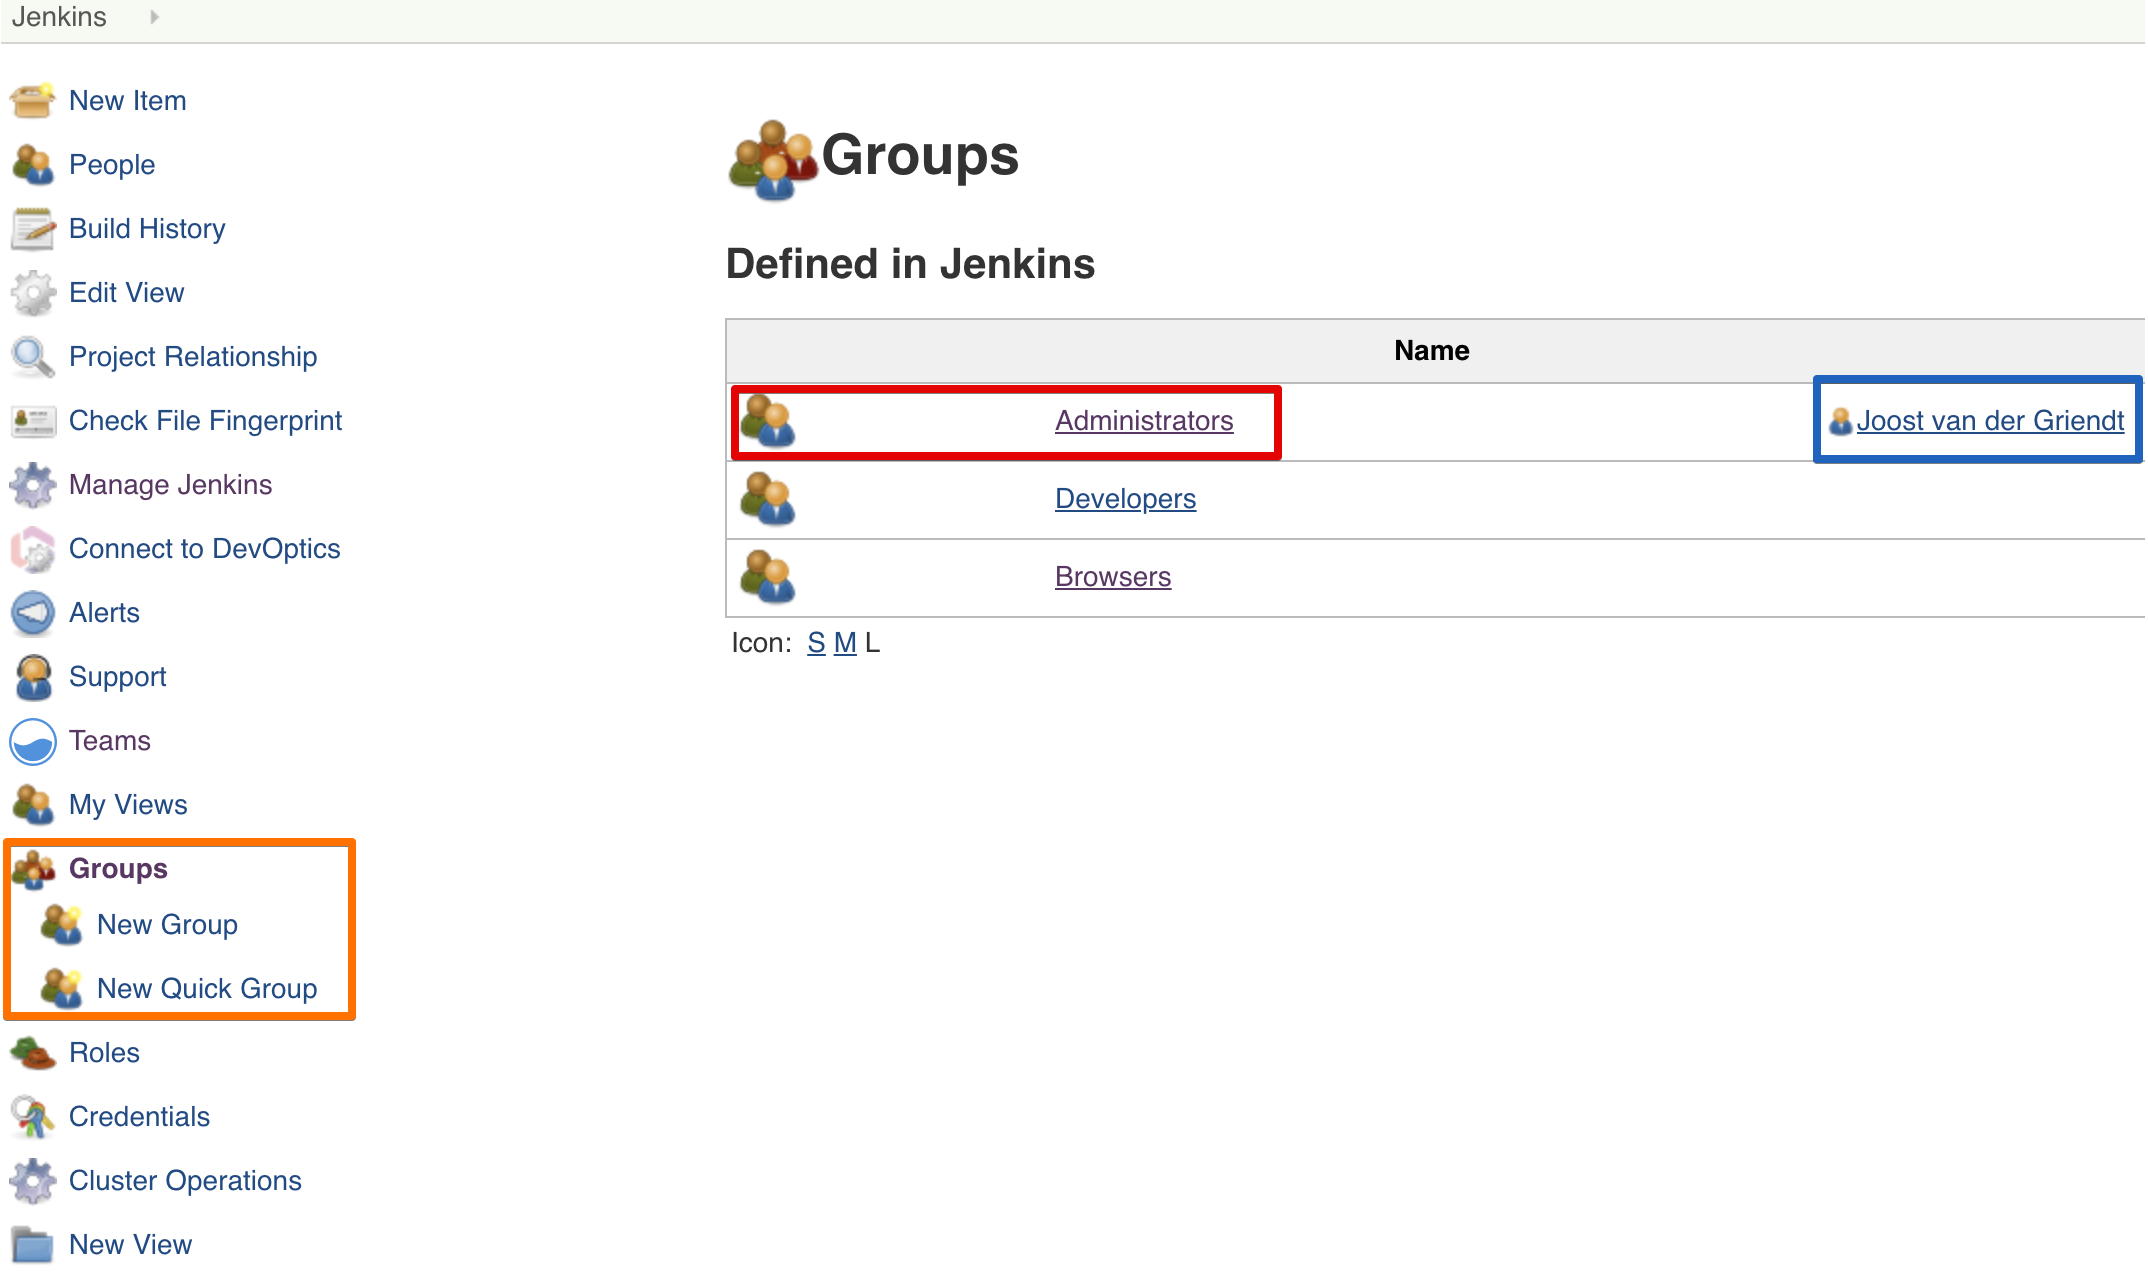 Jenkins
New Item
People
Build History
Edit View
Project Relationship
Check File Fingerprint
Manage Jenkins
Connect to DevOptics
Alerts
Support
Teams
My Views
Groups
New Group
New Quick Group
Roles
Credentials
Cluster Operations
New View
Groups
Defined in Jenkins
Name
Administrators Joost van der Griendt
Developers
Browsers
Icon: S M L